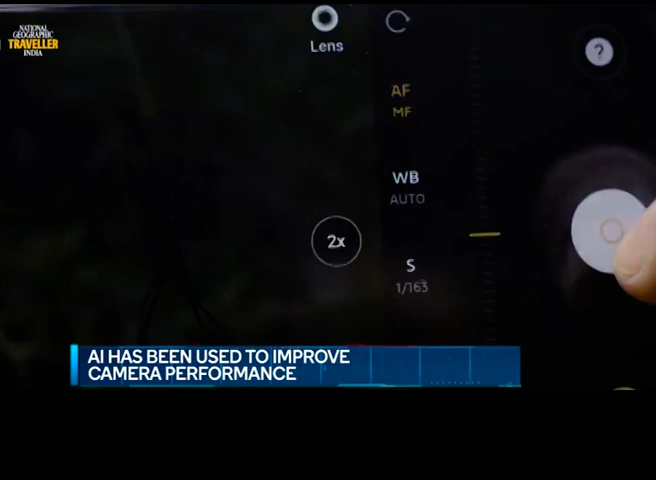 NATIONAL
GEOGRAPHIC
TRAVELLER
INDIA
Lens
?
AF
MF
WB
AUTO
2x
S
1/163
AI HAS BEEN USED TO IMPROVE
CAMERA PERFORMANCE